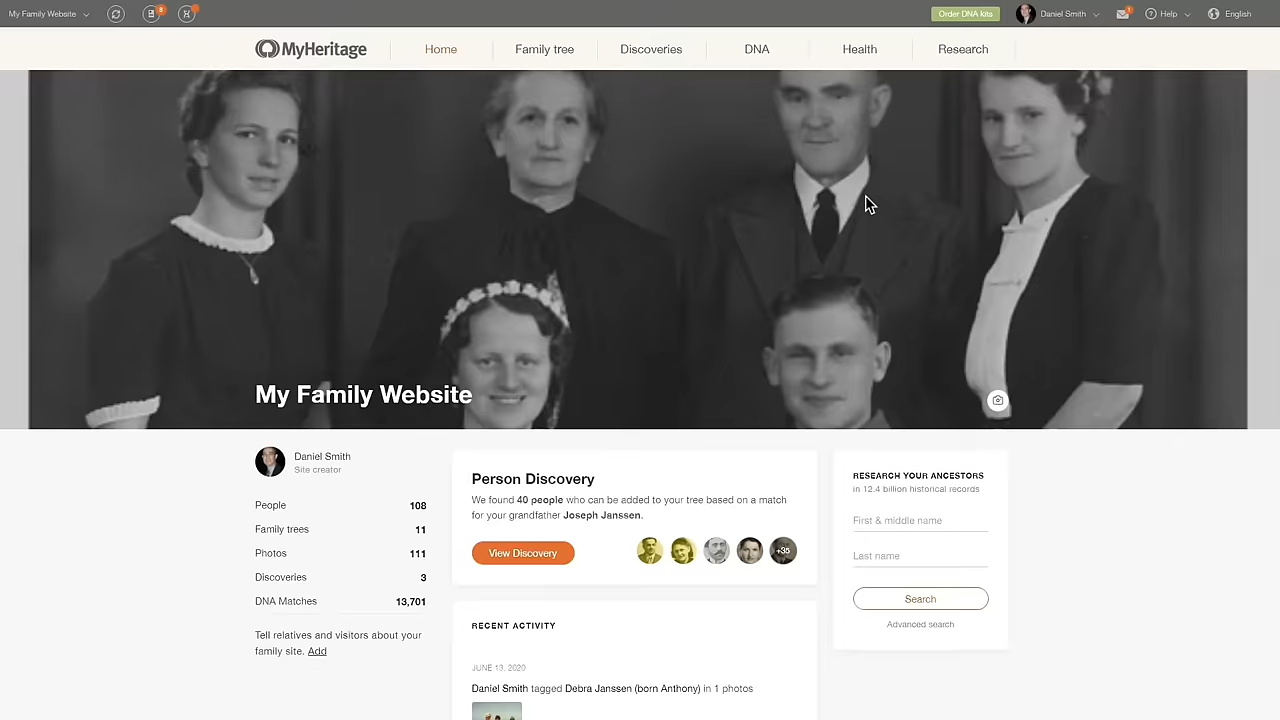 My Family Website
8
Order DNA kits
Daniel Smith
1
Help
English
MyHeritage
Home
Family tree
Discoveries
DNA
Health
Research
My Family Website
Daniel Smith
Site creator
People 108
Family trees 11
Photos 111
Discoveries 3
DNA Matches 13,701
Tell relatives and visitors about your
family site. Add
Person Discovery
We found 40 people who can be added to your tree based on a match
for your grandfather Joseph Janssen.
View Discovery
+35
RECENT ACTIVITY
JUNE 13, 2020
Daniel Smith tagged Debra Janssen (born Anthony) in 1 photos
RESEARCH YOUR ANCESTORS
in 12.4 billion historical records
First & middle name
Last name
Search
Advanced search